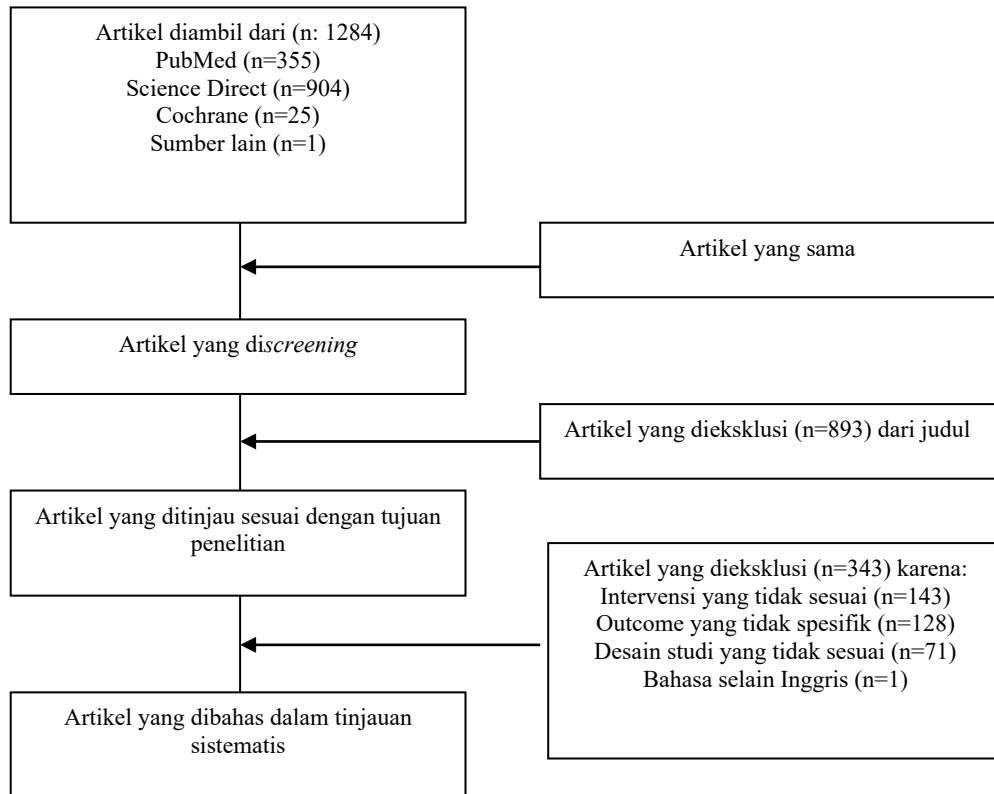 Artikel diambil dari (n: 1284)
PubMed (n=355)
Science Direct (n=904)
Cochrane (n=25)
Sumber lain (n=1)
Artikel yang sama
Artikel yang discreening
Artikel yang dieksklusi (n=893) dari judul
Artikel yang ditinjau sesuai dengan tujuan
penelitian
Artikel yang dieksklusi (n=343) karena:
Intervensi yang tidak sesuai (n=143)
Outcome yang tidak spesifik (n=128)
Desain studi yang tidak sesuai (n=71)
Bahasa selain Inggris (n=1)
Artikel yang dibahas dalam tinjauan
sistematis